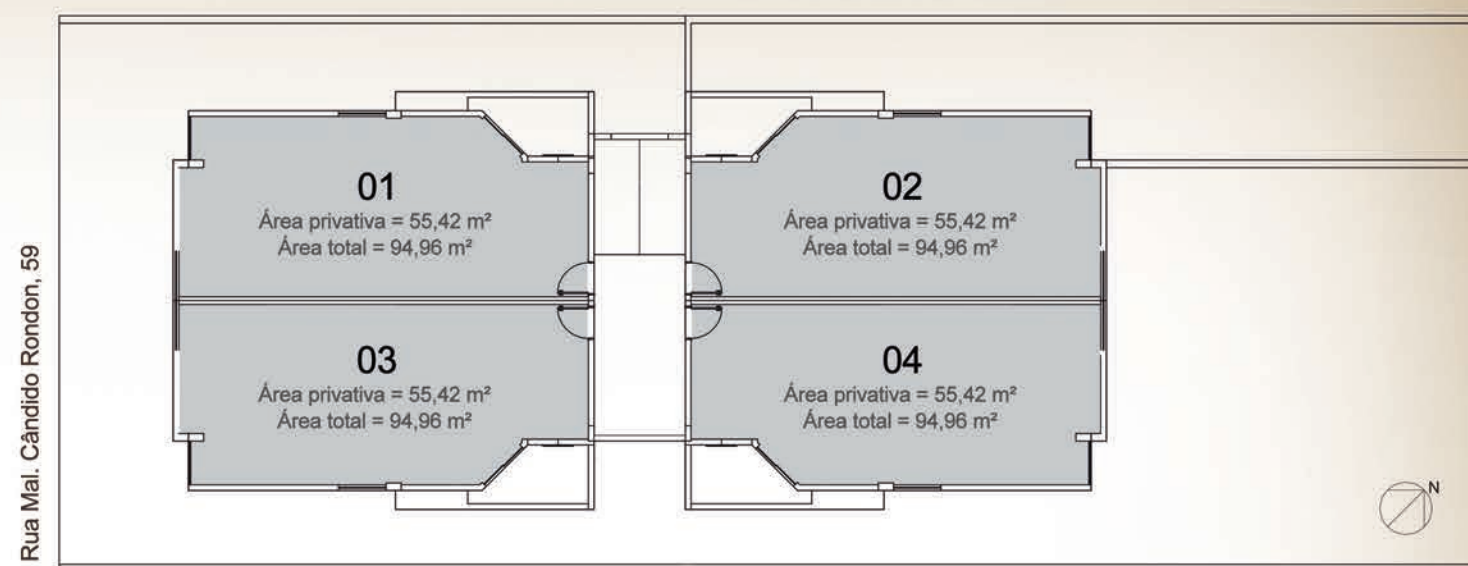 Rua Mal. Cândido Rondon, 59
01
Área privativa = 55,42 m²
Área total = 94,96 m²
02
Área privativa = 55,42 m²
Área total = 94,96 m²
03
Área privativa = 55,42 m²
Área total = 94,96 m²
04
Área privativa = 55,42 m²
Área total = 94,96 m²
N